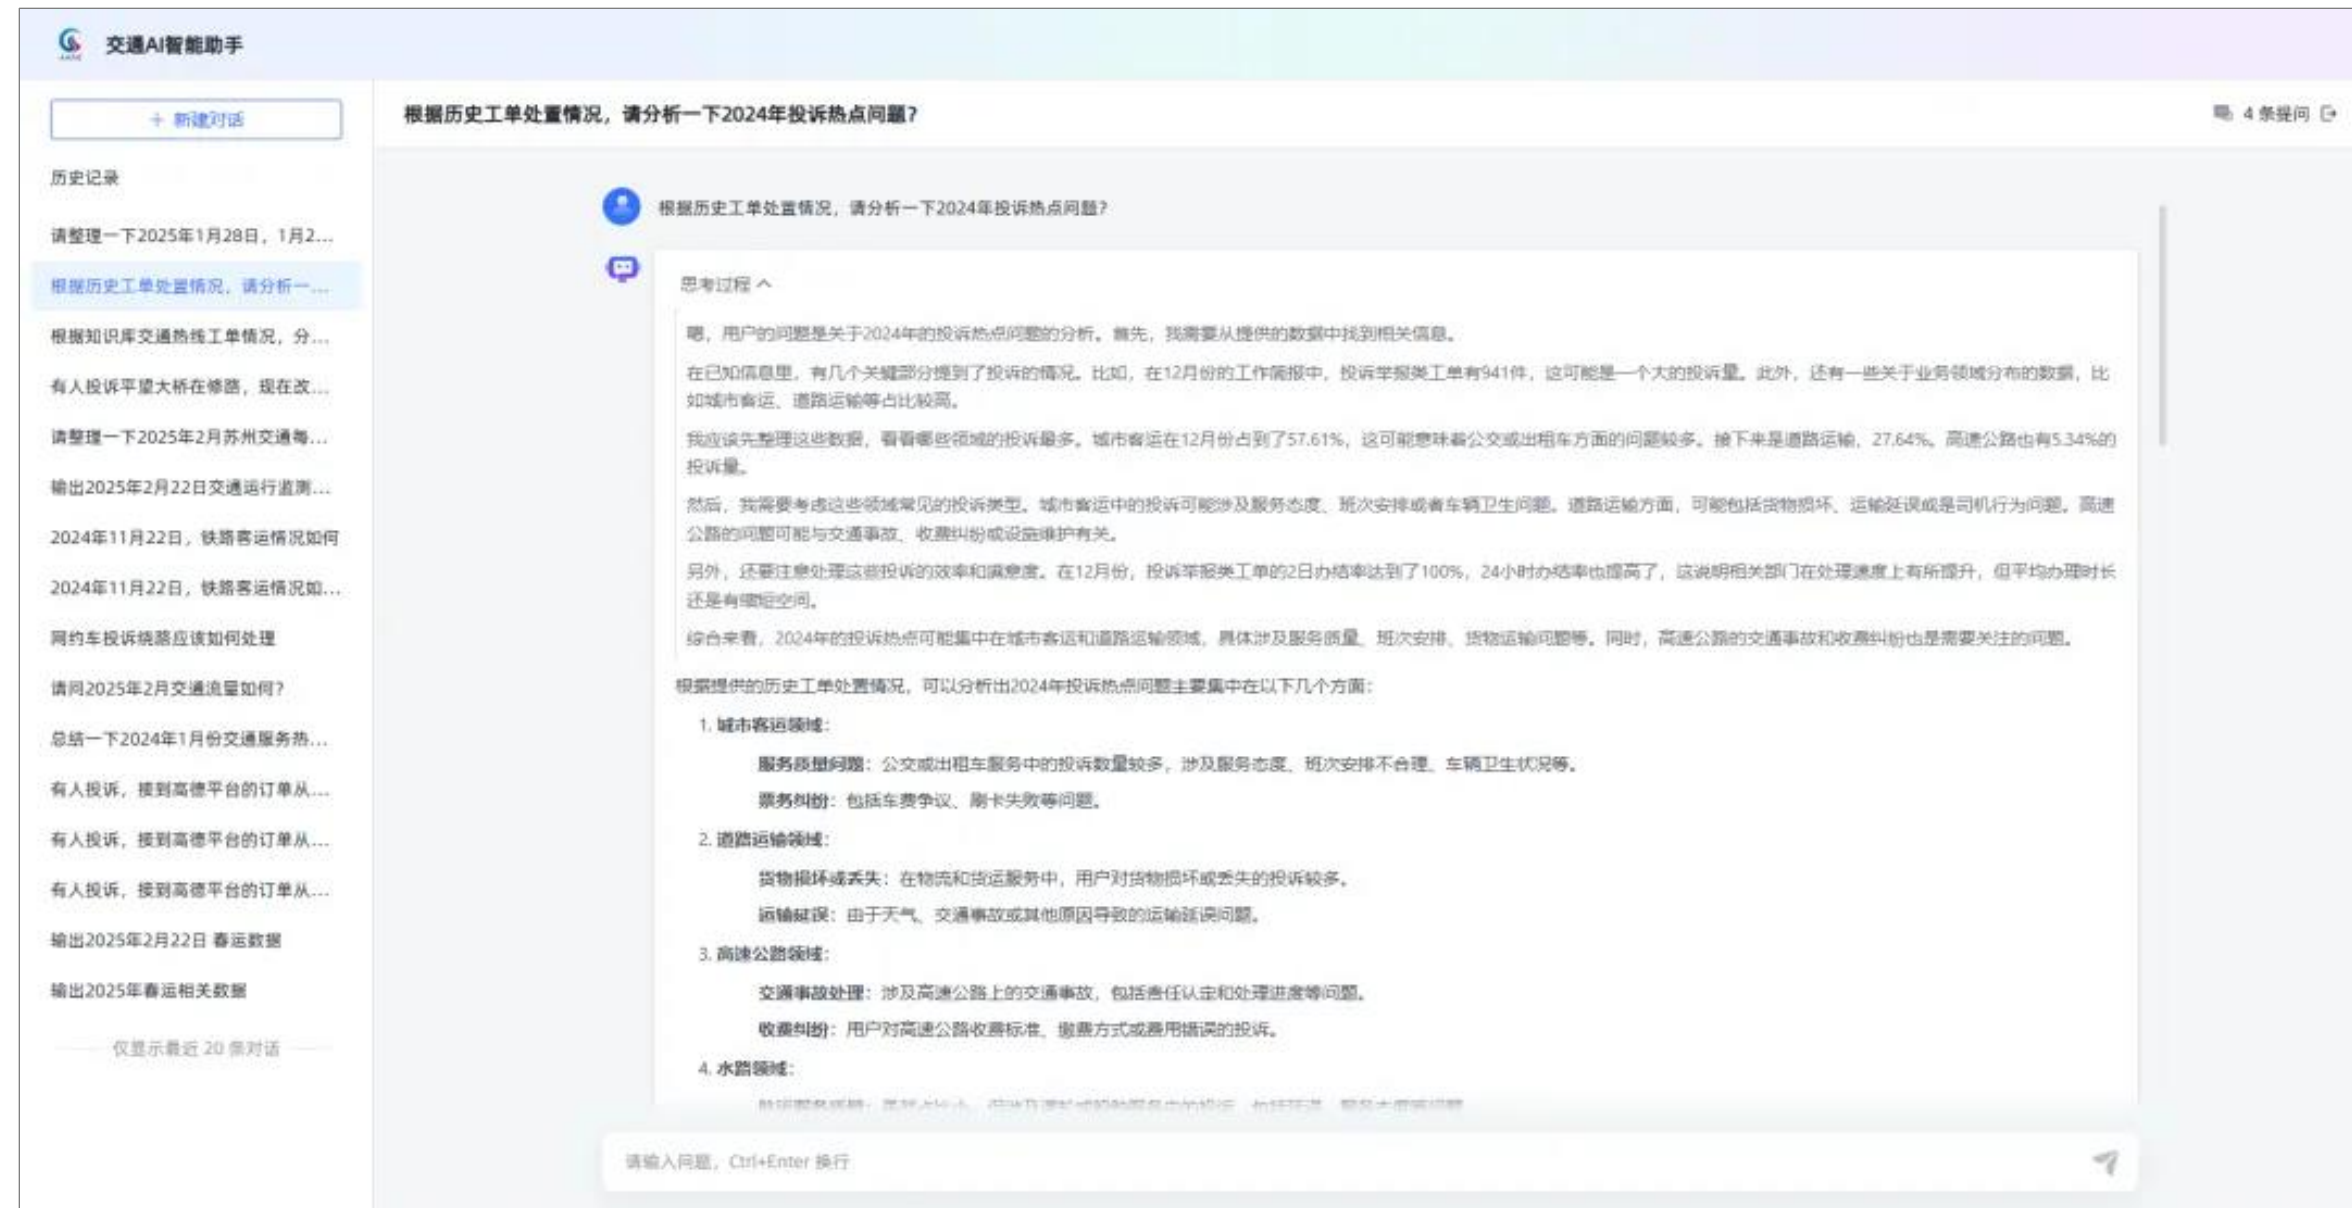 交通AI智能助手
+ 新建对话
历史记录
请整理一下2025年1月28日，1月2...
根据历史工单处置情况，请分析一...
根据知识库交通热线工单情况，分...
有人投诉平望大桥在修路，现在改...
请整理一下2025年2月苏州交通每...
输出2025年2月22日交通运行监测...
2024年11月22日，铁路客运情况如何
2024年11月22日，铁路客运情况如...
网约车投诉绕路应该如何处理
请问2025年2月交通流量如何？
总结一下2024年1月份交通服务热...
有人投诉，接到高德平台的订单从...
有人投诉，接到高德平台的订单从...
有人投诉，接到高德平台的订单从...
输出2025年2月22日 春运数据
输出2025年春运相关数据
仅显示最近 20 条对话
根据历史工单处置情况，请分析一下2024年投诉热点问题？
4 条提问
根据历史工单处置情况，请分析一下2024年投诉热点问题？
思考过程
嗯，用户的问题是关于2024年的投诉热点问题的分析。首先，我需要从提供的数据中找到相关信息。
在已知信息里，有几个关键部分提到了投诉的情况。比如，在12月份的工作简报中，投诉举报类工单有941件，这可能是一个大的投诉量。此外，还有一些关于业务领域分布的数据，比
如城市客运、道路运输等占比较高。
我应该先整理这些数据，看看哪些领域的投诉最多。城市客运在12月份占到了57.61%，这可能意味着公交或出租车方面的问题较多。接下来是道路运输，27.64%。高速公路也有5.34%的
投诉量。
然后，我需要考虑这些领域常见的投诉类型。城市客运中的投诉可能涉及服务态度、班次安排或者车辆卫生问题。道路运输方面，可能包括货物损坏、运输延误或是司机行为问题。高速
公路的问题可能与交通事故、收费纠纷或设施维护有关。
另外，还要注意处理这些投诉的效率和满意度。在12月份，投诉举报类工单的2日办结率达到了100%，24小时办结率也提高了，这说明相关部门在处理速度上有所提升，但平均办理时长
还是有缩短空间。
综合来看，2024年的投诉热点可能集中在城市客运和道路运输领域，具体涉及服务质量、班次安排、货物运输问题等。同时，高速公路的交通事故和收费纠纷也是需要关注的问题。
根据提供的历史工单处置情况，可以分析出2024年投诉热点问题主要集中在以下几个方面：
1. 城市客运领域：
服务质量问题：公交或出租车服务中的投诉数量较多，涉及服务态度、班次安排不合理、车辆卫生状况等。
票务纠纷：包括车费争议、刷卡失败等问题。
2. 道路运输领域：
货物损坏或丢失：在物流和货运服务中，用户对货物损坏或丢失的投诉较多。
运输延误：由于天气、交通事故或其他原因导致的运输延误问题。
3. 高速公路领域：
交通事故处理：涉及高速公路上的交通事故，包括责任认定和处理进度等问题。
收费纠纷：用户对高速公路收费标准、缴费方式或费用错误的投诉。
4. 水路领域：
请输入问题，Ctrl+Enter 换行